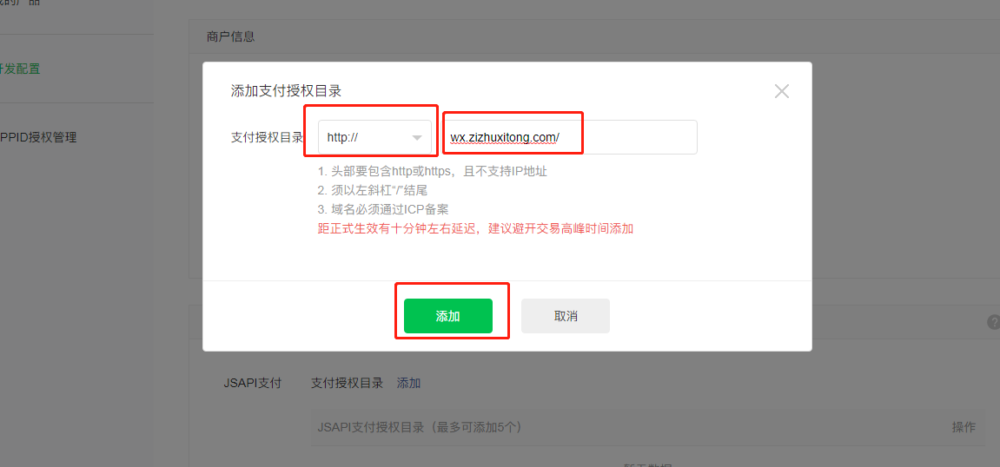 商户信息
开发配置
PPID授权管理
添加支付授权目录
支付授权目录 http:// wx.zizhuxitong.com/
1. 头部要包含http或https，且不支持IP地址
2. 须以左斜杠“/”结尾
3. 域名必须通过ICP备案
距正式生效有十分钟左右延迟，建议避开交易高峰时间添加
添加 取消
?
JSAPI支付 支付授权目录 添加
JSAPI支付授权目录（最多可添加5个） 操作